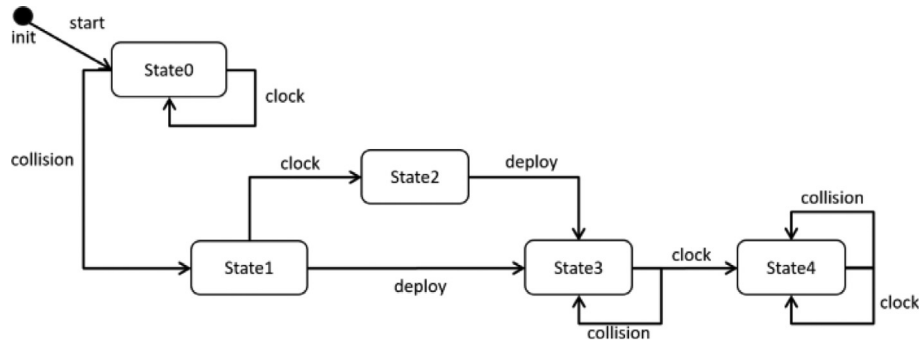 start
init
State0
clock
collision
clock
State2
deploy
collision
State1
deploy
State3
clock
State4
collision
clock